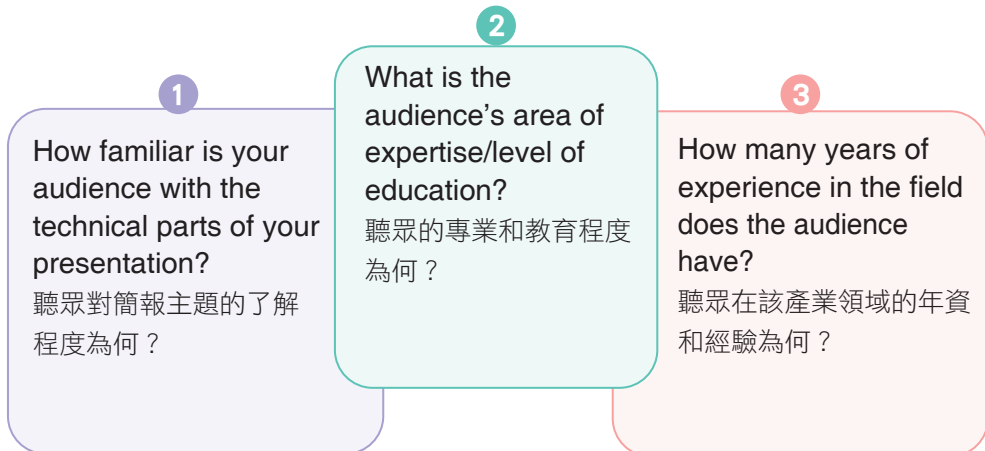 1
How familiar is your
audience with the
technical parts of your
presentation?
聽眾對簡報主題的了解
程度為何？
2
What is the
audience's area of
expertise/level of
education?
聽眾的專業和教育程度
為何？
3
How many years of
experience in the field
does the audience
have?
聽眾在該產業領域的年資
和經驗為何？